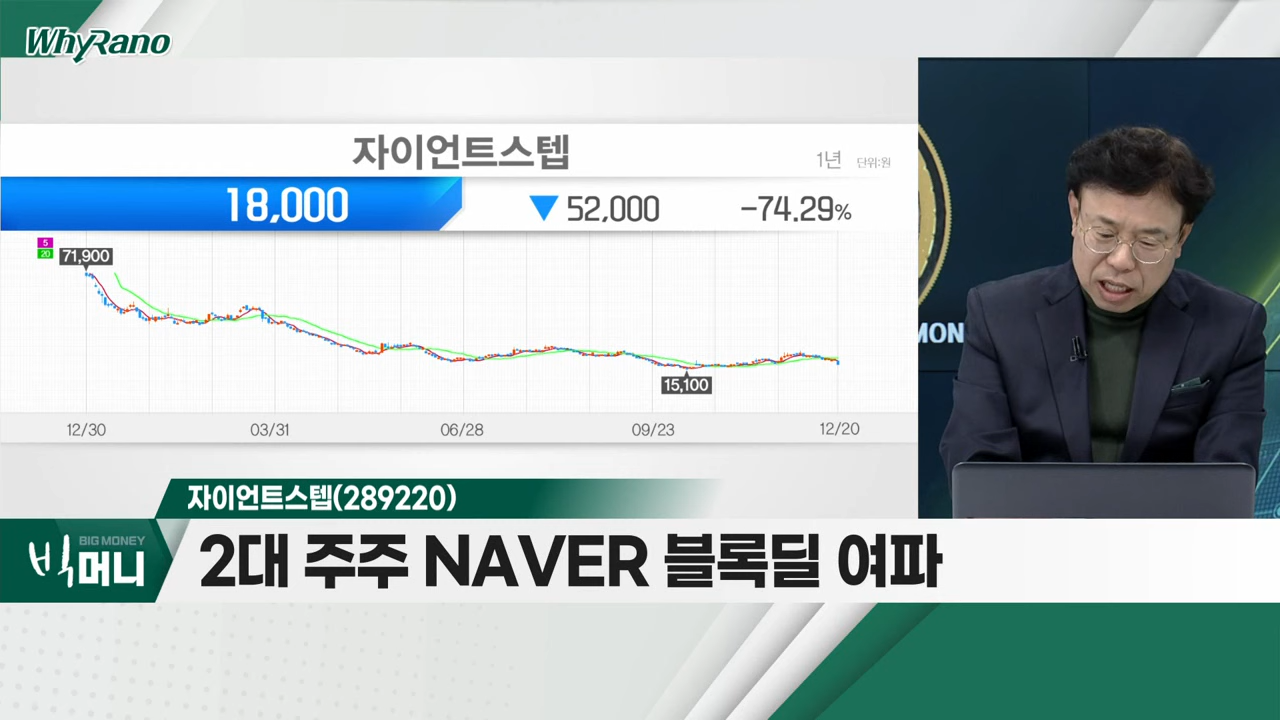 WhyRano
자이언트스텝
1년 단위:원
18,000 ▼ 52,000 -74.29%
5
20
71,900
15,100
12/30 03/31 06/28 09/23 12/20
MON
자이언트스텝(289220)
BIG MONEY
빅머니
2대 주주 NAVER 블록딜 여파